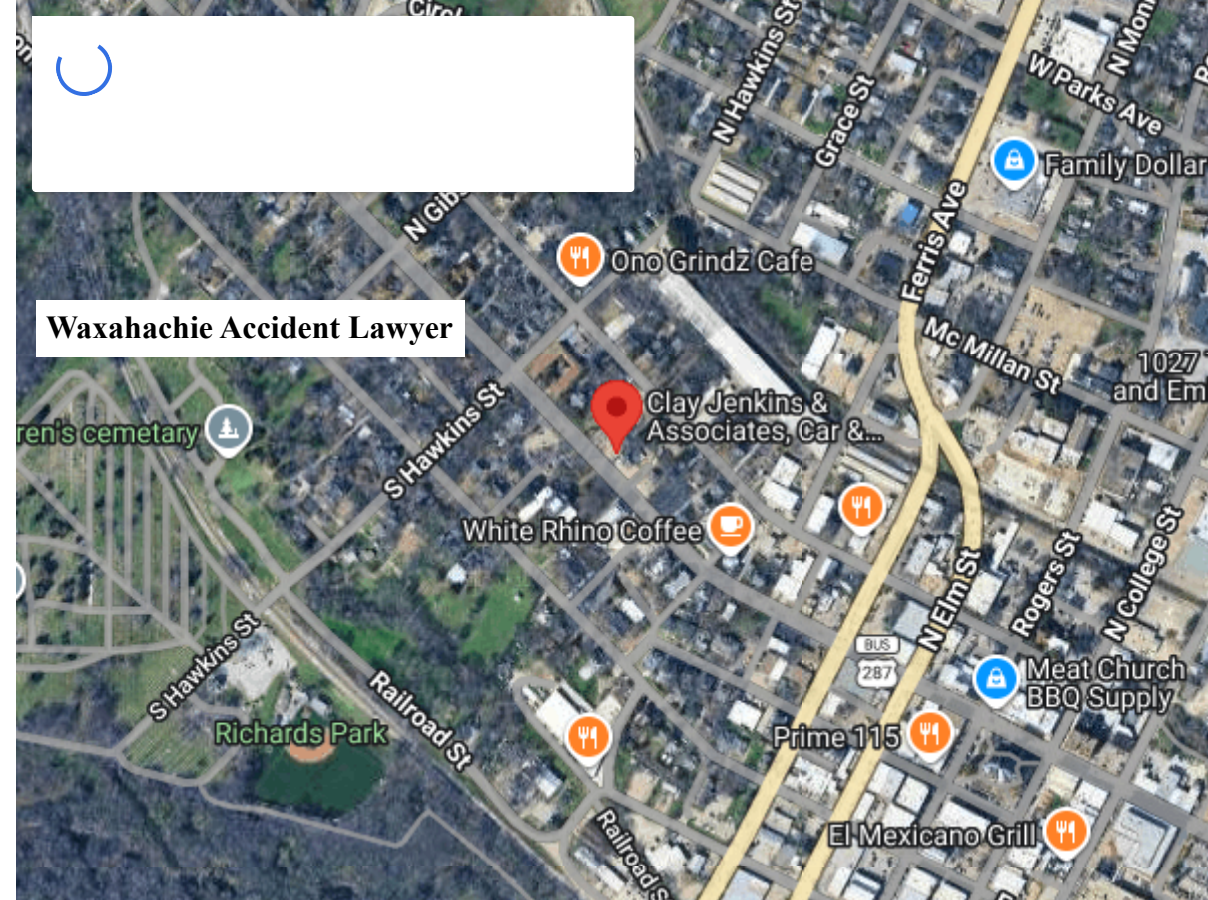 Circl
N Hawkins St
Grace St
W Parks Ave
Family Dollar
Ferris Ave
Ono Grindz Cafe
Waxahachie Accident Lawyer
Mc Millan St
1027
and Em
Clay Jenkins &
Associates, Car &...
ren's cemetary
S Hawkins St
White Rhino Coffee
N Elm St
Rogers St
N College St
BUS
287
S Hawkins St
Railroad St
Richards Park
Meat Church
BBQ Supply
Prime 115
El Mexicano Grill
Railroad S